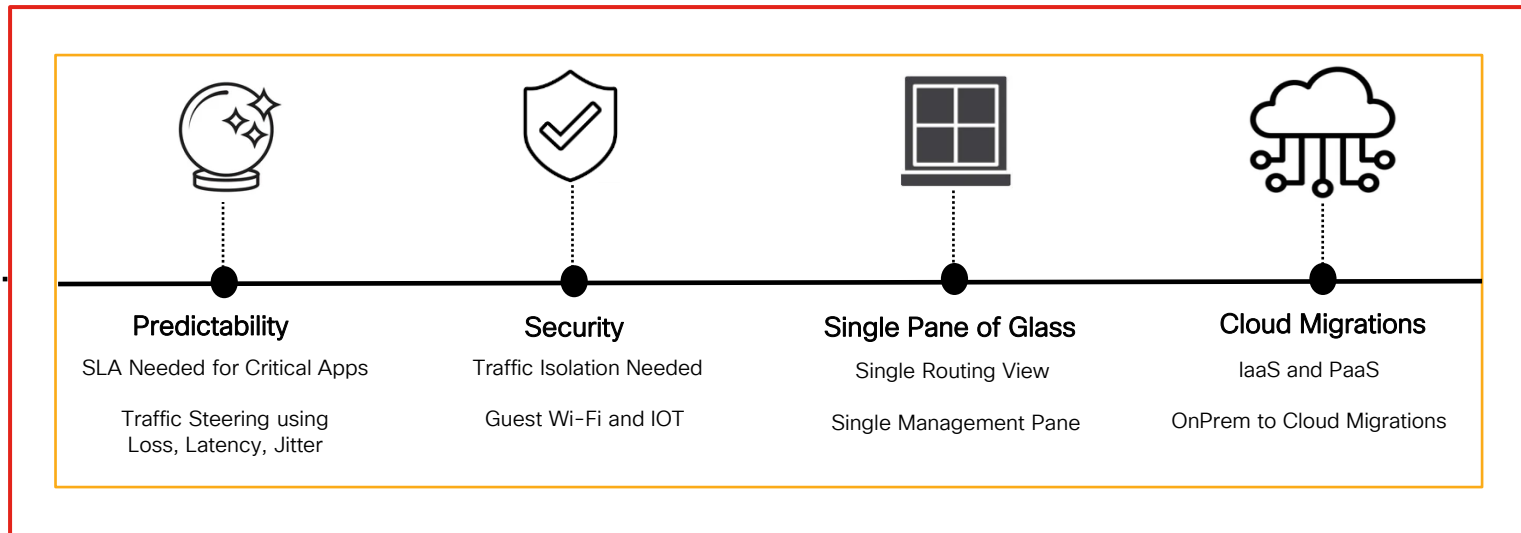 Predictability
SLA Needed for Critical Apps
Traffic Steering using
Loss, Latency, Jitter
Security
Traffic Isolation Needed
Guest Wi-Fi and IOT
Single Pane of Glass
Single Routing View
Single Management Pane
Cloud Migrations
IaaS and PaaS
OnPrem to Cloud Migrations